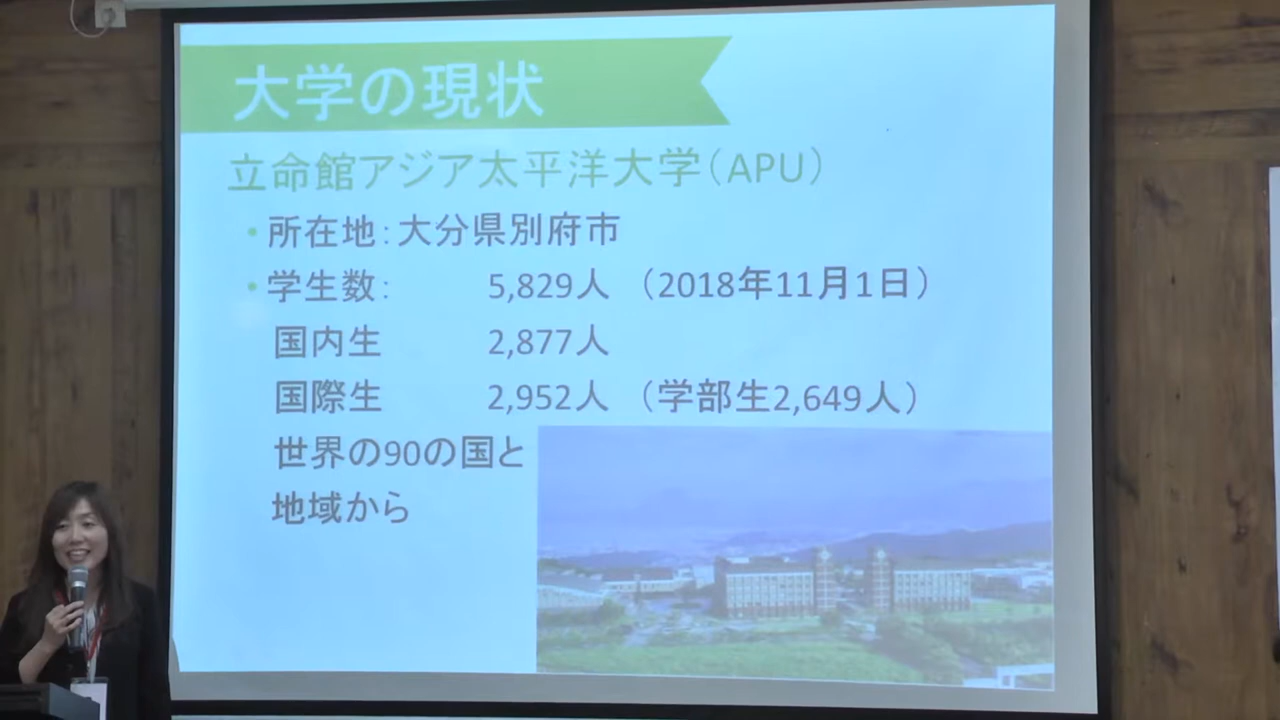 大学の現状
立命館アジア太平洋大学（APU）
・所在地：大分県別府市
・学生数： 5,829人 （2018年11月1日）
国内生 2,877人
国際生 2,952人 （学部生2,649人）
世界の90の国と
地域から